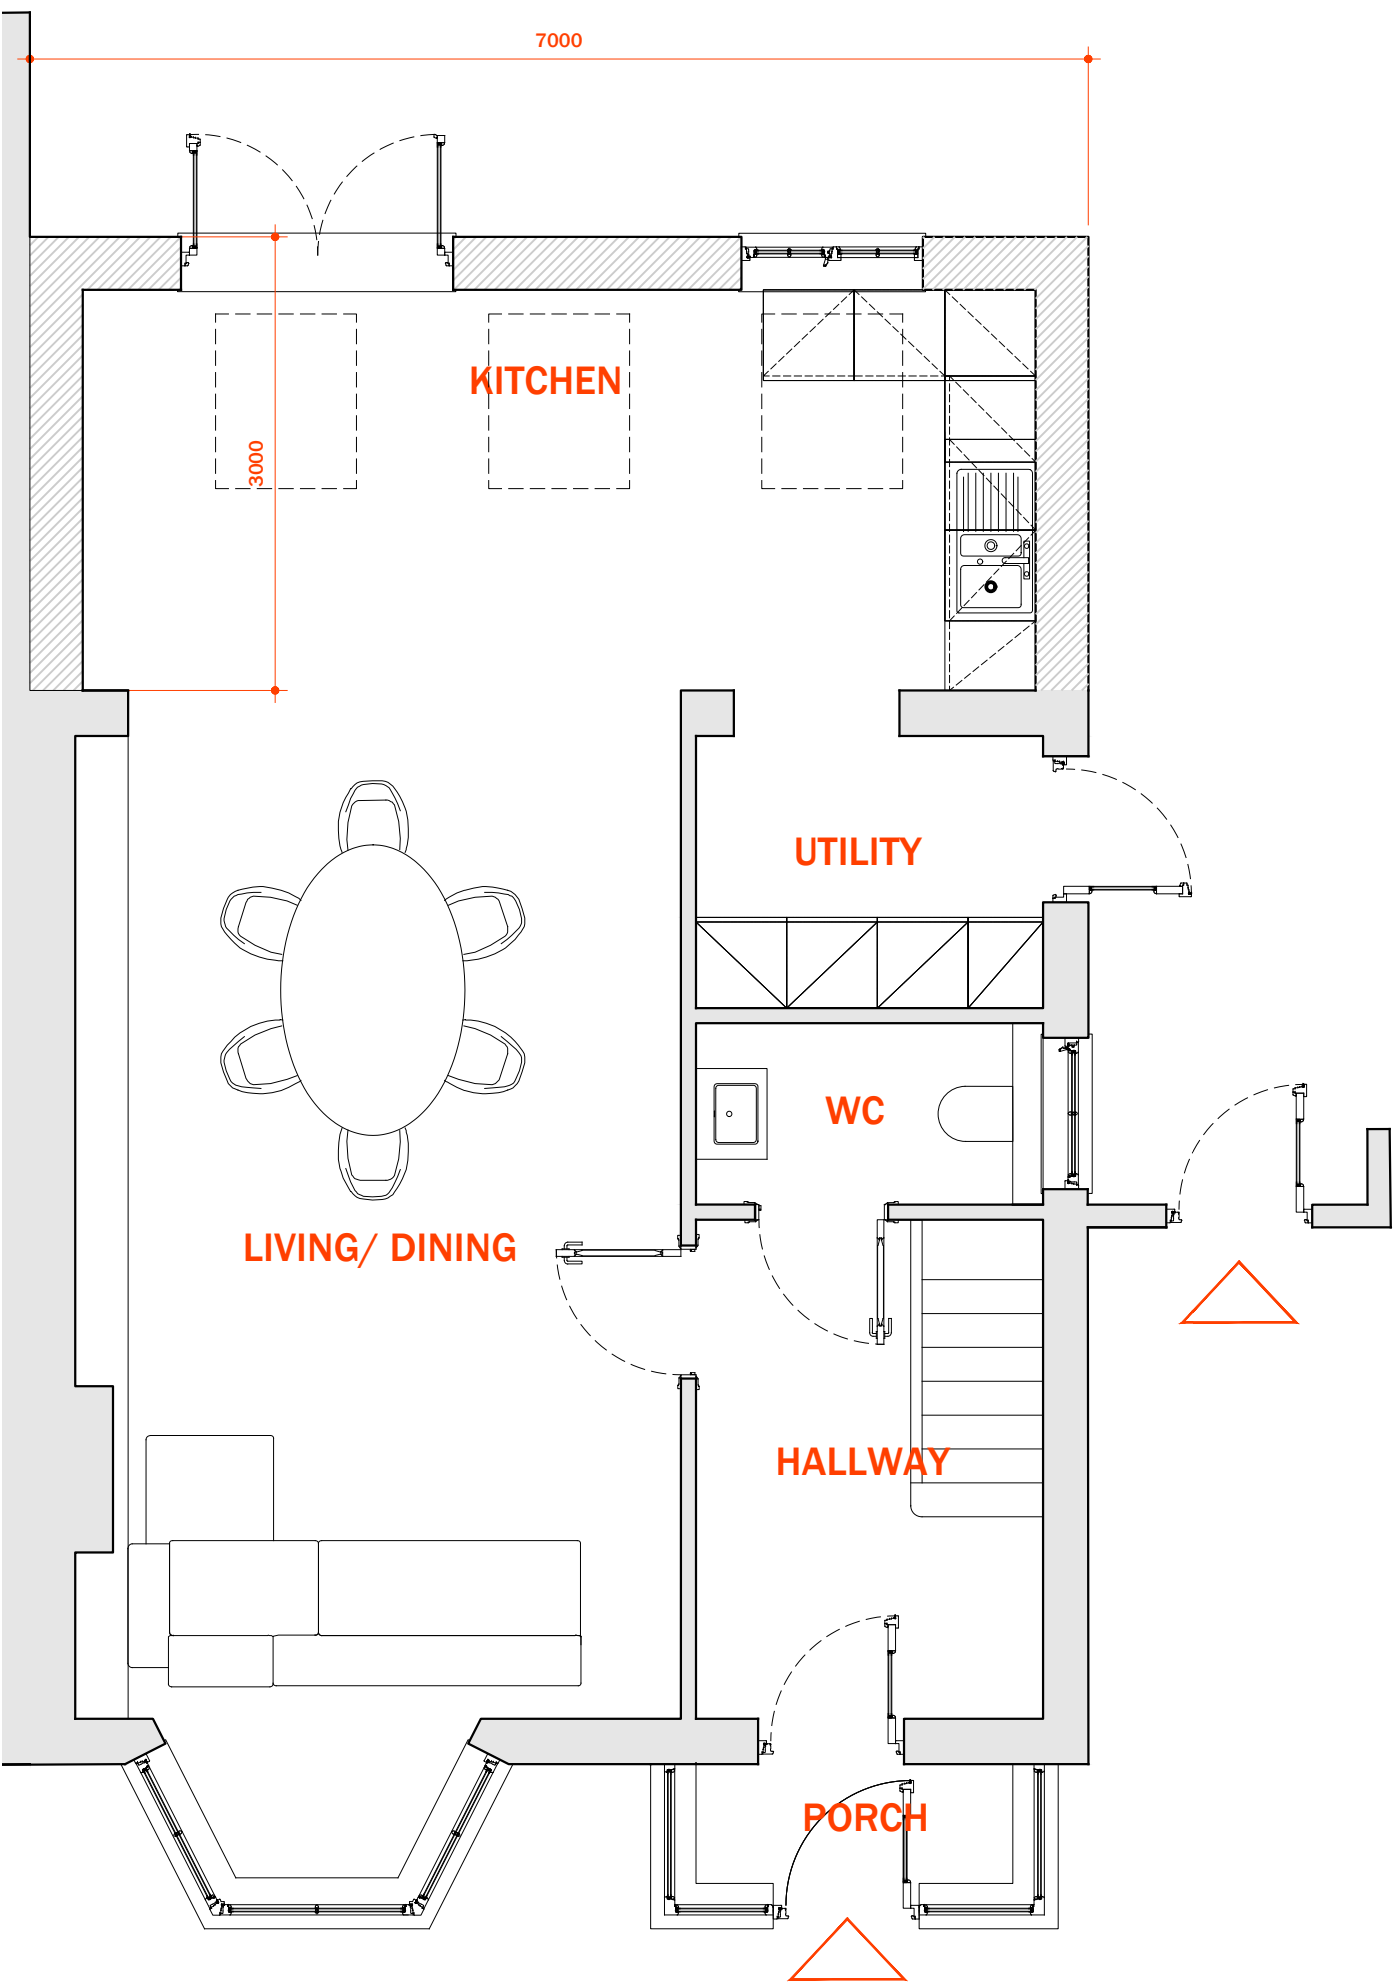 7000
KITCHEN
3000
UTILITY
WC
LIVING/ DINING
HALLWAY
PORCH